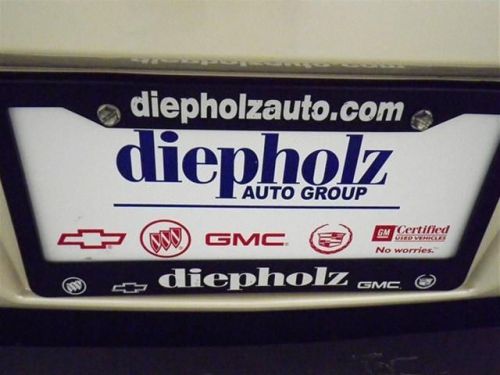 diepholzauto.com
diepholz
AUTO GROUP
GMC
GM Certified
USED VEHICLES
No worries.
diepholz GMC